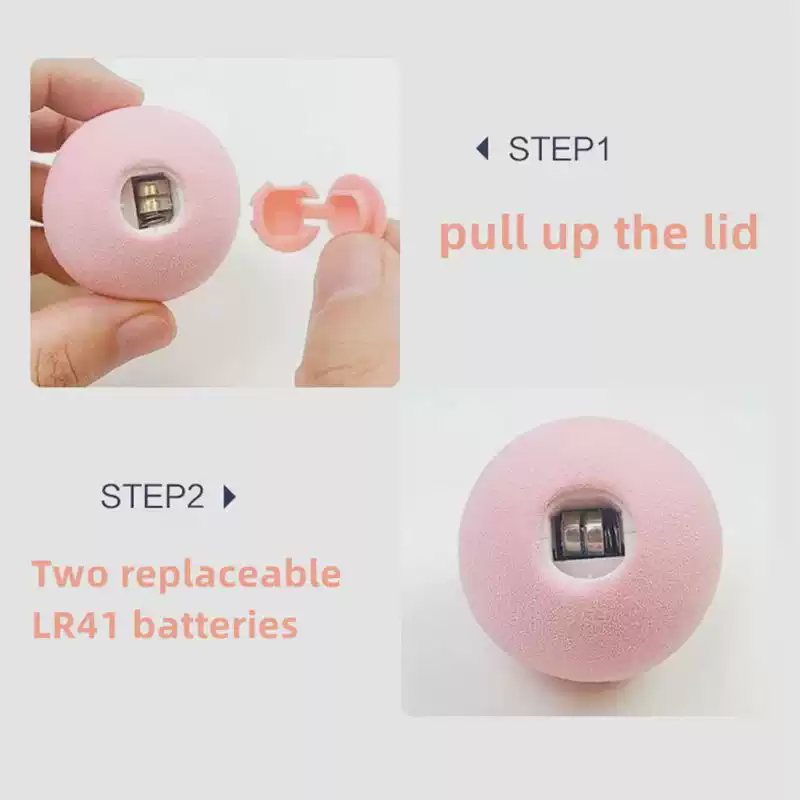 STEP1
pull up the lid
STEP2
Two replaceable
LR41 batteries